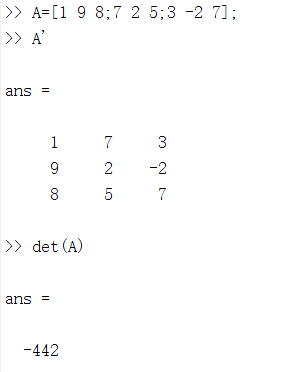 >> A=[1 9 8;7 2 5;3 -2 7];
>> A'
ans =
1 7 3
9 2 -2
8 5 7
>> det(A)
ans =
-442